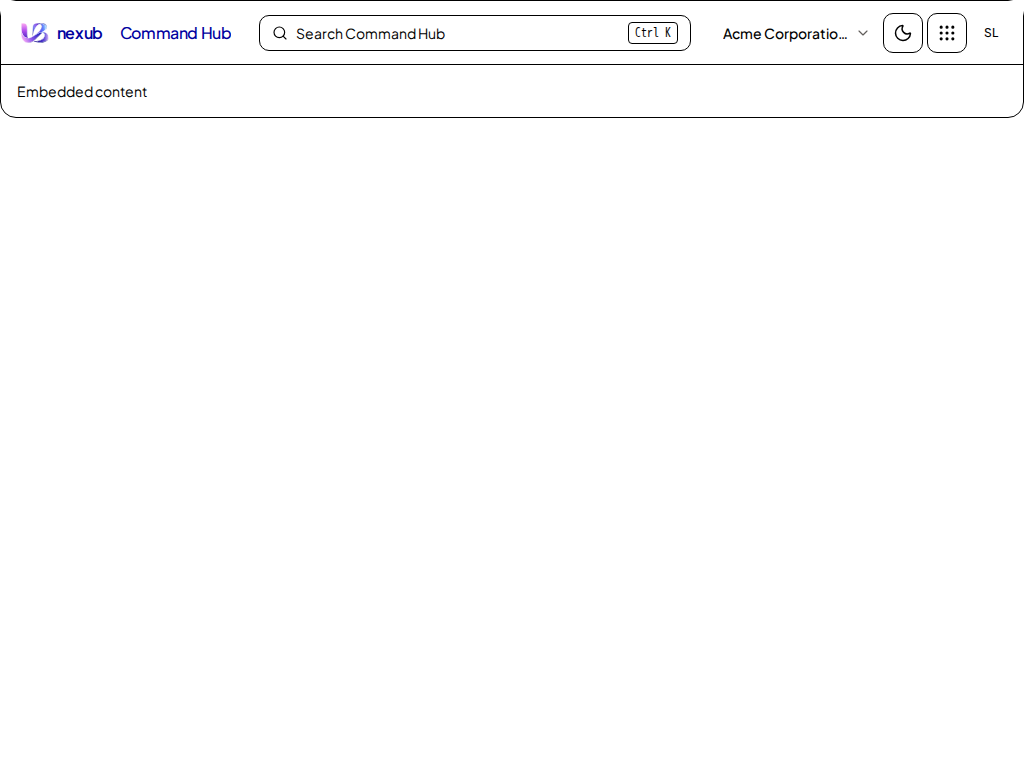 nexub Command Hub Search Command Hub Ctrl K Acme Corporatio… SL
Embedded content